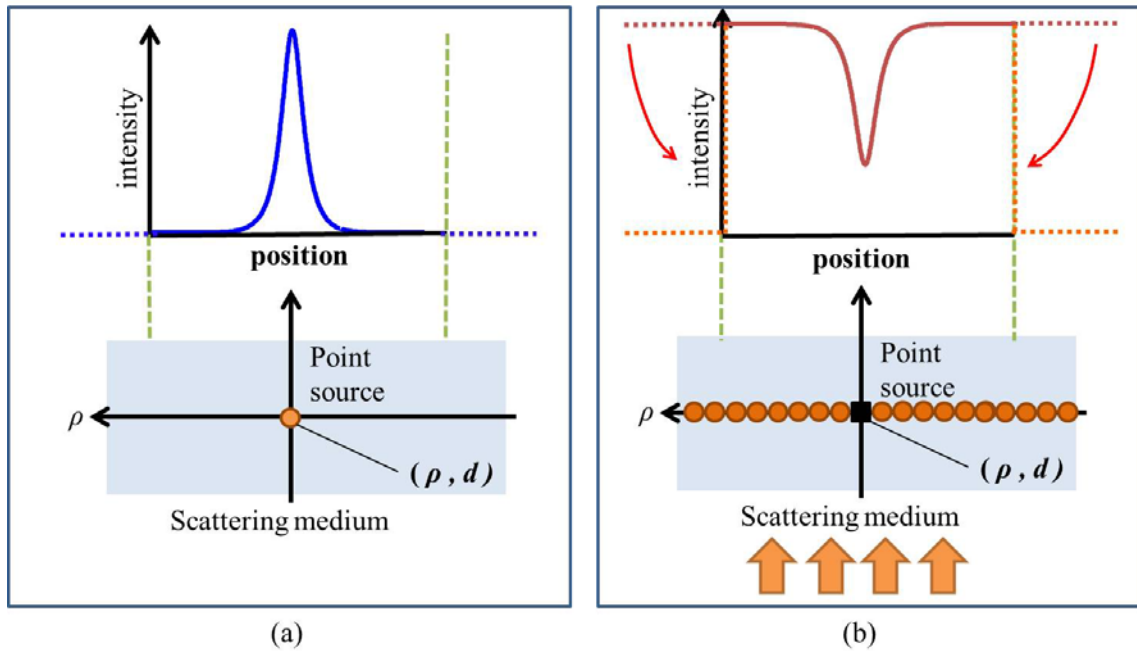 intensity
position
Point
source
ρ
(ρ, d)
Scattering medium
(a)
intensity
position
Point
source
ρ
(ρ, d)
Scattering medium
(b)